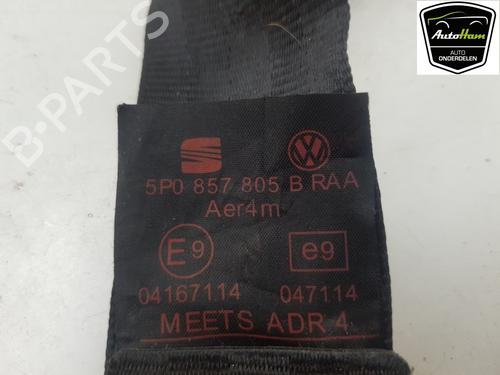 AutoHam
AUTO
ONDERDELEN
B-PARTS
5P0 857 805 B RAA
Aer4m
E9 e9
04167114 047114
MEETS ADR 4